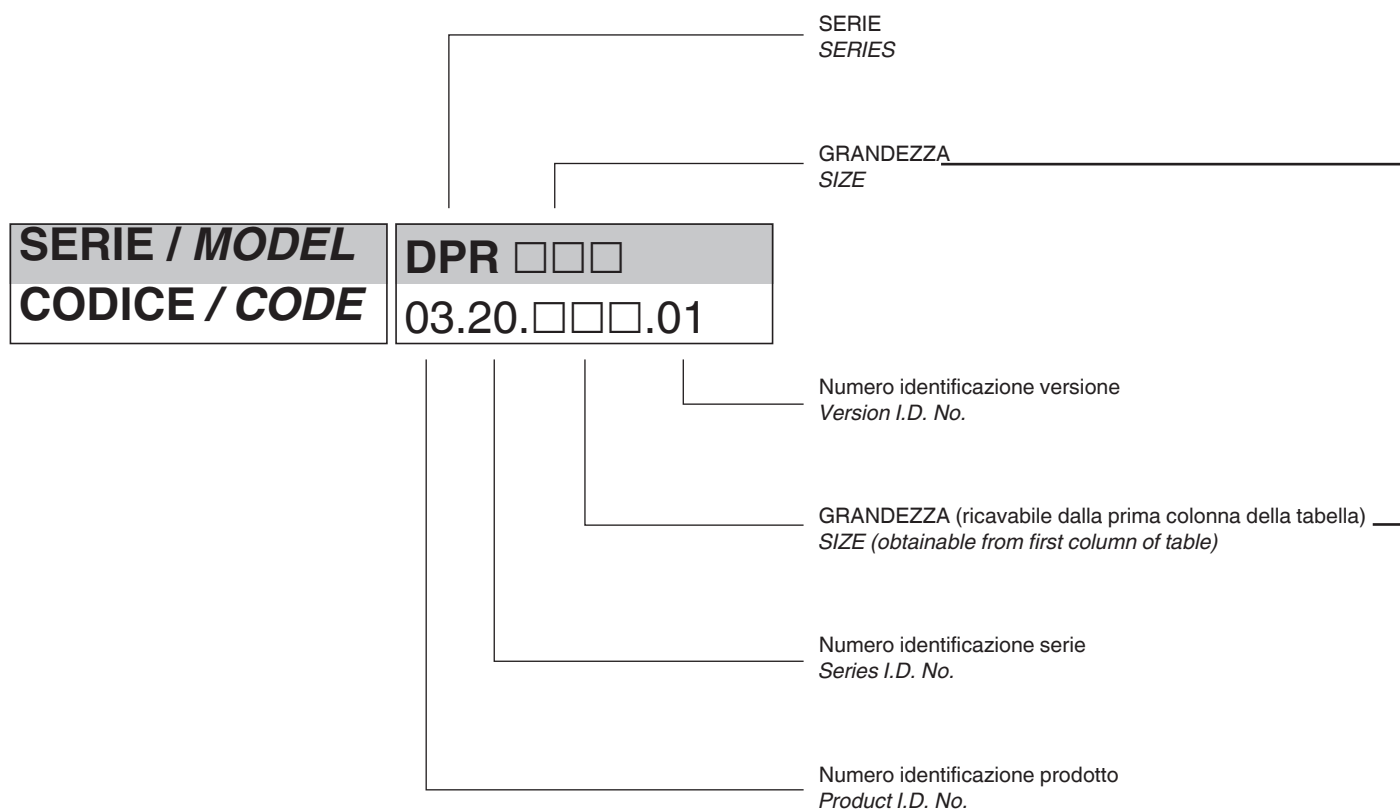 SERIE
SERIES
GRANDEZZA
SIZE
SERIE / MODEL
DPR □□□
CODICE / CODE
03.20.□□□.01
Numero identificazione versione
Version I.D. No.
GRANDEZZA (ricavabile dalla prima colonna della tabella)
SIZE (obtainable from first column of table)
Numero identificazione serie
Series I.D. No.
Numero identificazione prodotto
Product I.D. No.